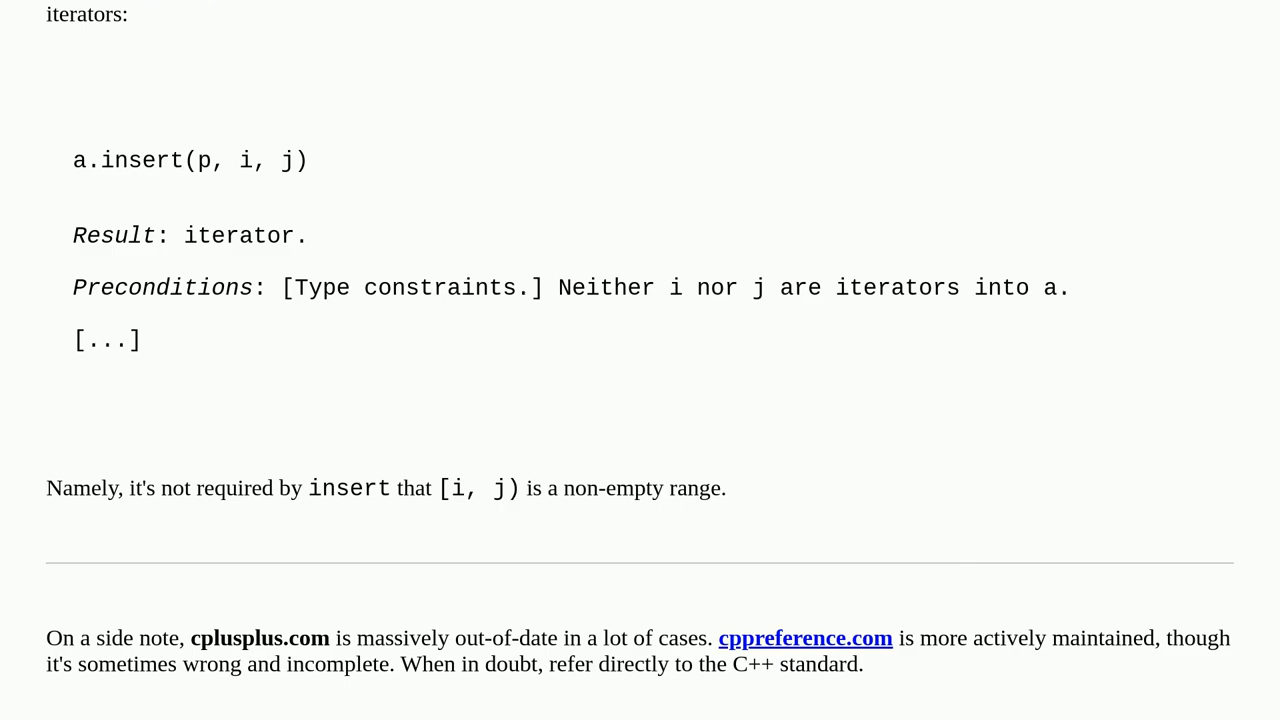 iterators:
a.insert(p, i, j)
Result: iterator.
Preconditions: [Type constraints.] Neither i nor j are iterators into a.
[...]
Namely, it's not required by insert that [i, j) is a non-empty range.
On a side note, cplusplus.com is massively out-of-date in a lot of cases. cppreference.com is more actively maintained, though
it's sometimes wrong and incomplete. When in doubt, refer directly to the C++ standard.